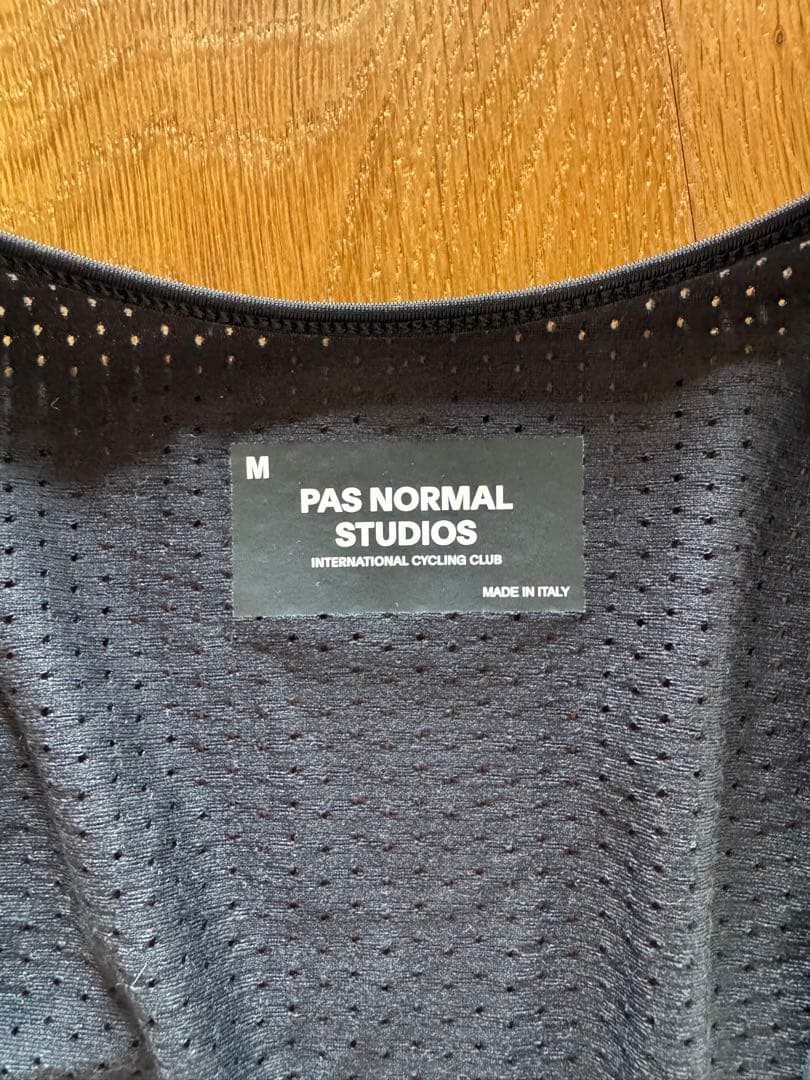 M
PAS NORMAL
STUDIOS
INTERNATIONAL CYCLING CLUB
MADE IN ITALY